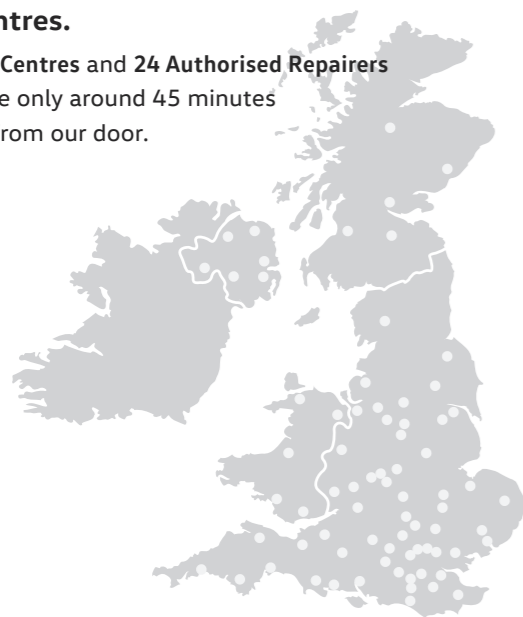 ntres.
Centres and 24 Authorised Repairers
e only around 45 minutes
rom our door.